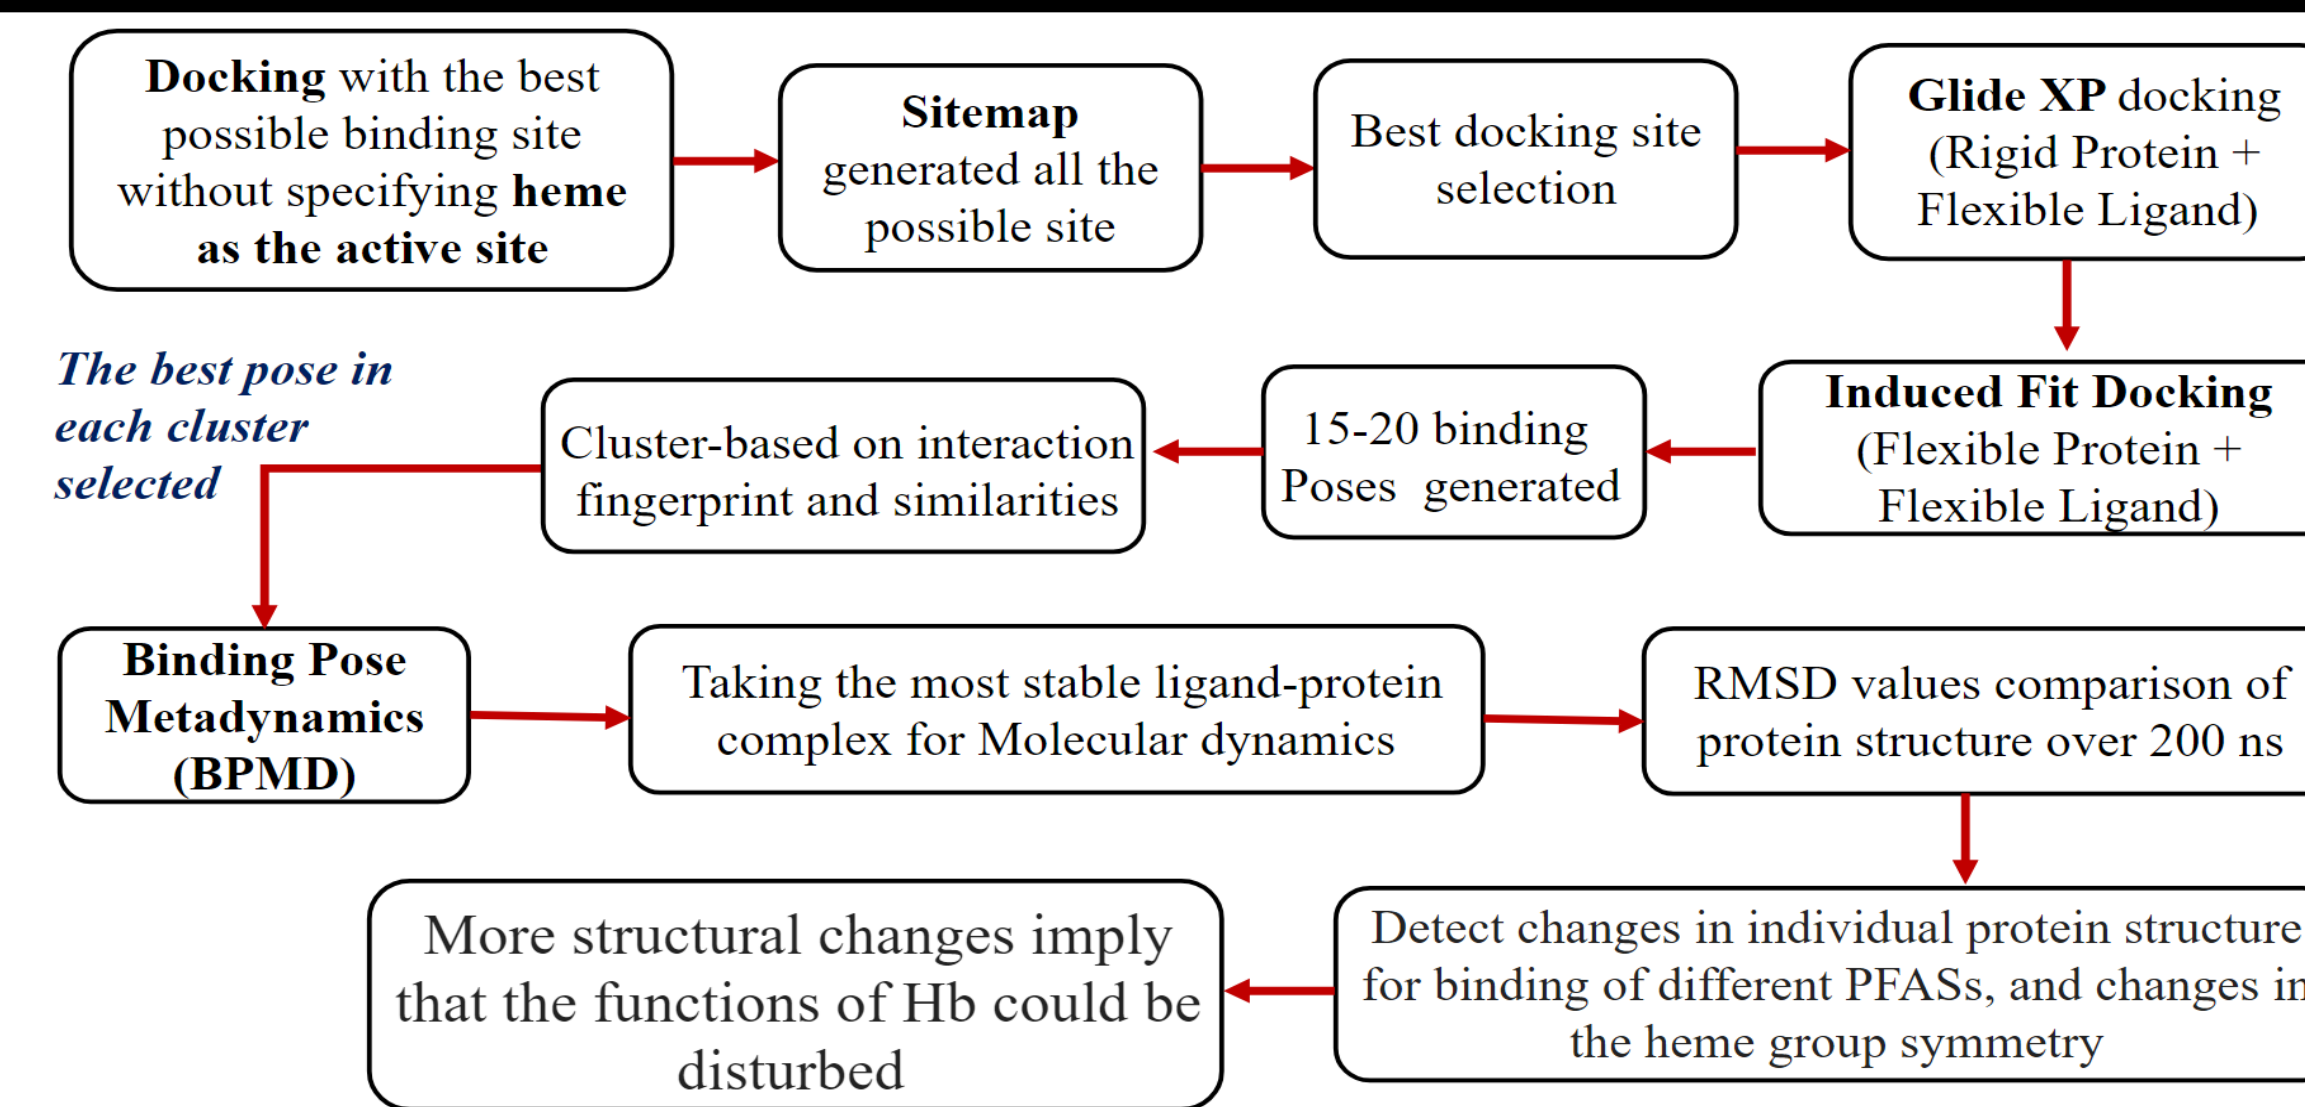 Docking with the best
possible binding site
without specifying heme
as the active site
Sitemap
generated all the
possible site
Best docking site
selection
Glide XP docking
(Rigid Protein +
Flexible Ligand)
Induced Fit Docking
(Flexible Protein +
Flexible Ligand)
15-20 binding
Poses generated
Cluster-based on interaction
fingerprint and similarities
The best pose in
each cluster
selected
Binding Pose
Metadynamics
(BPMD)
Taking the most stable ligand-protein
complex for Molecular dynamics
RMSD values comparison of
protein structure over 200 ns
Detect changes in individual protein structure
for binding of different PFASs, and changes in
the heme group symmetry
More structural changes imply
that the functions of Hb could be
disturbed